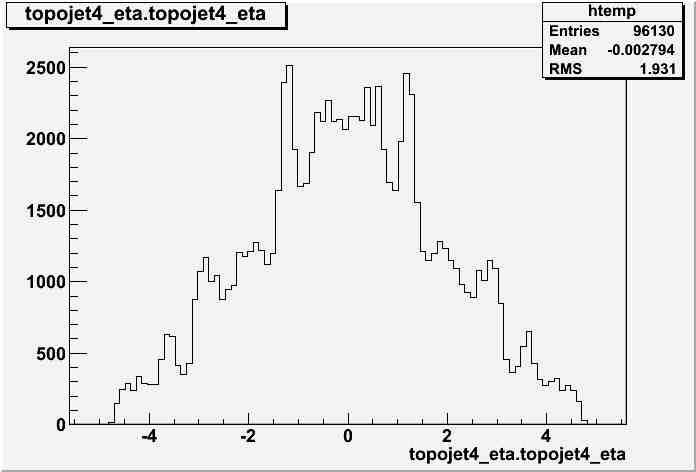 topojet4_eta.topojet4_eta
htemp
Entries 96130
Mean -0.002794
RMS 1.931
2500
2000
1500
1000
500
0
-4 -2 0 2 4
topojet4_eta.topojet4_eta